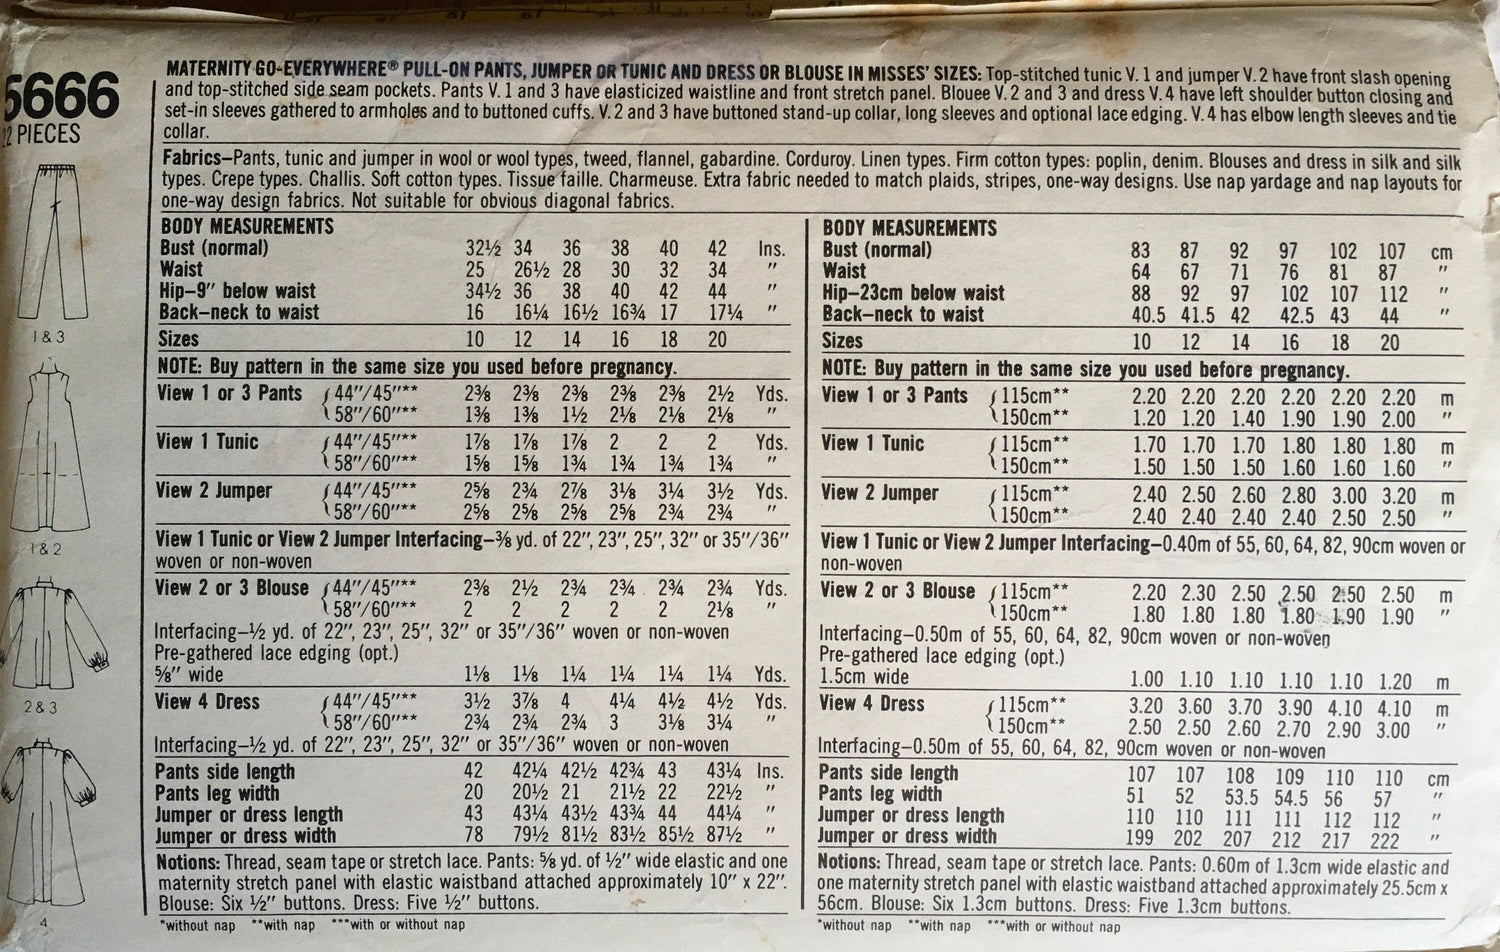 5666
22 PIECES
1 & 3
1 & 2
2 & 3
4
MATERNITY GO-EVERYWHERE® PULL-ON PANTS, JUMPER OR TUNIC AND DRESS OR BLOUSE IN MISSES' SIZES: Top-stitched tunic V. 1 and jumper V. 2 have front slash opening
and top-stitched side seam pockets. Pants V. 1 and 3 have elasticized waistline and front stretch panel. Blouee V. 2 and 3 and dress V. 4 have left shoulder button closing and
set-in sleeves gathered to armholes and to buttoned cuffs. V. 2 and 3 have buttoned stand-up collar, long sleeves and optional lace edging. V. 4 has elbow length sleeves and tie
collar.
Fabrics—Pants, tunic and jumper in wool or wool types, tweed, flannel, gabardine. Corduroy. Linen types. Firm cotton types: poplin, denim. Blouses and dress in silk and silk
types. Crepe types. Challis. Soft cotton types. Tissue faille. Charmeuse. Extra fabric needed to match plaids, stripes, one-way designs. Use nap yardage and nap layouts for
one-way design fabrics. Not suitable for obvious diagonal fabrics.
BODY MEASUREMENTS
Bust (normal) 32½ 34 36 38 40 42 Ins.
Waist 25 26½ 28 30 32 34 "
Hip—9" below waist 34½ 36 38 40 42 44 "
Back—neck to waist 16 16¼ 16½ 16¾ 17 17¼ "
Sizes 10 12 14 16 18 20
NOTE: Buy pattern in the same size you used before pregnancy.
View 1 or 3 Pants { 44"/45"** 2⅜ 2⅜ 2⅜ 2⅜ 2⅜ 2½ Yds.
58"/60"** 1⅜ 1⅜ 1½ 2⅛ 2⅛ 2⅛ "
View 1 Tunic { 44"/45"** 1⅞ 1⅞ 1⅞ 2 2 2 Yds.
58"/60"** 1⅝ 1⅝ 1¾ 1¾ 1¾ 1¾ "
View 2 Jumper { 44"/45"** 2⅝ 2¾ 2⅞ 3⅛ 3¼ 3½ Yds.
58"/60"** 2⅝ 2⅝ 2⅝ 2⅝ 2¾ 2¾ "
View 1 Tunic or View 2 Jumper Interfacing—⅜ yd. of 22", 23", 25", 32" or 35"/36"
woven or non-woven
View 2 or 3 Blouse { 44"/45"** 2⅜ 2½ 2¾ 2¾ 2¾ 2¾ Yds.
58"/60"** 2 2 2 2 2 2⅛ "
Interfacing—½ yd. of 22", 23", 25", 32" or 35"/36" woven or non-woven
Pre-gathered lace edging (opt.)
⅝" wide 1⅛ 1⅛ 1¼ 1¼ 1¼ 1¼ Yds.
View 4 Dress { 44"/45"** 3½ 3⅞ 4 4¼ 4½ 4½ Yds.
58"/60"** 2¾ 2¾ 2¾ 3 3⅛ 3¼ "
Interfacing—½ yd. of 22", 23", 25", 32" or 35"/36" woven or non-woven
Pants side length 42 42¼ 42½ 42¾ 43 43¼ Ins.
Pants leg width 20 20½ 21 21½ 22 22½ "
Jumper or dress length 43 43¼ 43½ 43¾ 44 44¼ "
Jumper or dress width 78 79½ 81½ 83½ 85½ 87½ "
Notions: Thread, seam tape or stretch lace. Pants: ⅝ yd. of ½" wide elastic and one
maternity stretch panel with elastic waistband attached approximately 10" x 22".
Blouse: Six ½" buttons. Dress: Five ½" buttons.
*without nap **with nap ***with or without nap
BODY MEASUREMENTS
Bust (normal) 83 87 92 97 102 107 cm
Waist 64 67 71 76 81 87 "
Hip—23cm below waist 88 92 97 102 107 112 "
Back—neck to waist 40.5 41.5 42 42.5 43 44 "
Sizes 10 12 14 16 18 20
NOTE: Buy pattern in the same size you used before pregnancy.
View 1 or 3 Pants { 115cm** 2.20 2.20 2.20 2.20 2.20 2.20 m
150cm** 1.20 1.20 1.40 1.90 1.90 2.00 "
View 1 Tunic { 115cm** 1.70 1.70 1.70 1.80 1.80 1.80 m
150cm** 1.50 1.50 1.50 1.60 1.60 1.60 "
View 2 Jumper { 115cm** 2.40 2.50 2.60 2.80 3.00 3.20 m
150cm** 2.40 2.40 2.40 2.40 2.50 2.50 "
View 1 Tunic or View 2 Jumper Interfacing—0.40m of 55, 60, 64, 82, 90cm woven or
non-woven
View 2 or 3 Blouse { 115cm** 2.20 2.30 2.50 2.50 2.50 2.50 m
150cm** 1.80 1.80 1.80 1.80 1.90 1.90 "
Interfacing—0.50m of 55, 60, 64, 82, 90cm woven or non-woven
Pre-gathered lace edging (opt.)
1.5cm wide 1.00 1.10 1.10 1.10 1.10 1.20 m
View 4 Dress { 115cm** 3.20 3.60 3.70 3.90 4.10 4.10 m
150cm** 2.50 2.50 2.60 2.70 2.90 3.00 "
Interfacing—0.50m of 55, 60, 64, 82, 90cm woven or non-woven
Pants side length 107 107 108 109 110 110 cm
Pants leg width 51 52 53.5 54.5 56 57 "
Jumper or dress length 110 110 111 111 112 112 "
Jumper or dress width 199 202 207 212 217 222 "
Notions: Thread, seam tape or stretch lace. Pants: 0.60m of 1.3cm wide elastic and
one maternity stretch panel with elastic waistband attached approximately 25.5cm x
56cm. Blouse: Six 1.3cm buttons. Dress: Five 1.3cm buttons.
*without nap **with nap ***with or without nap